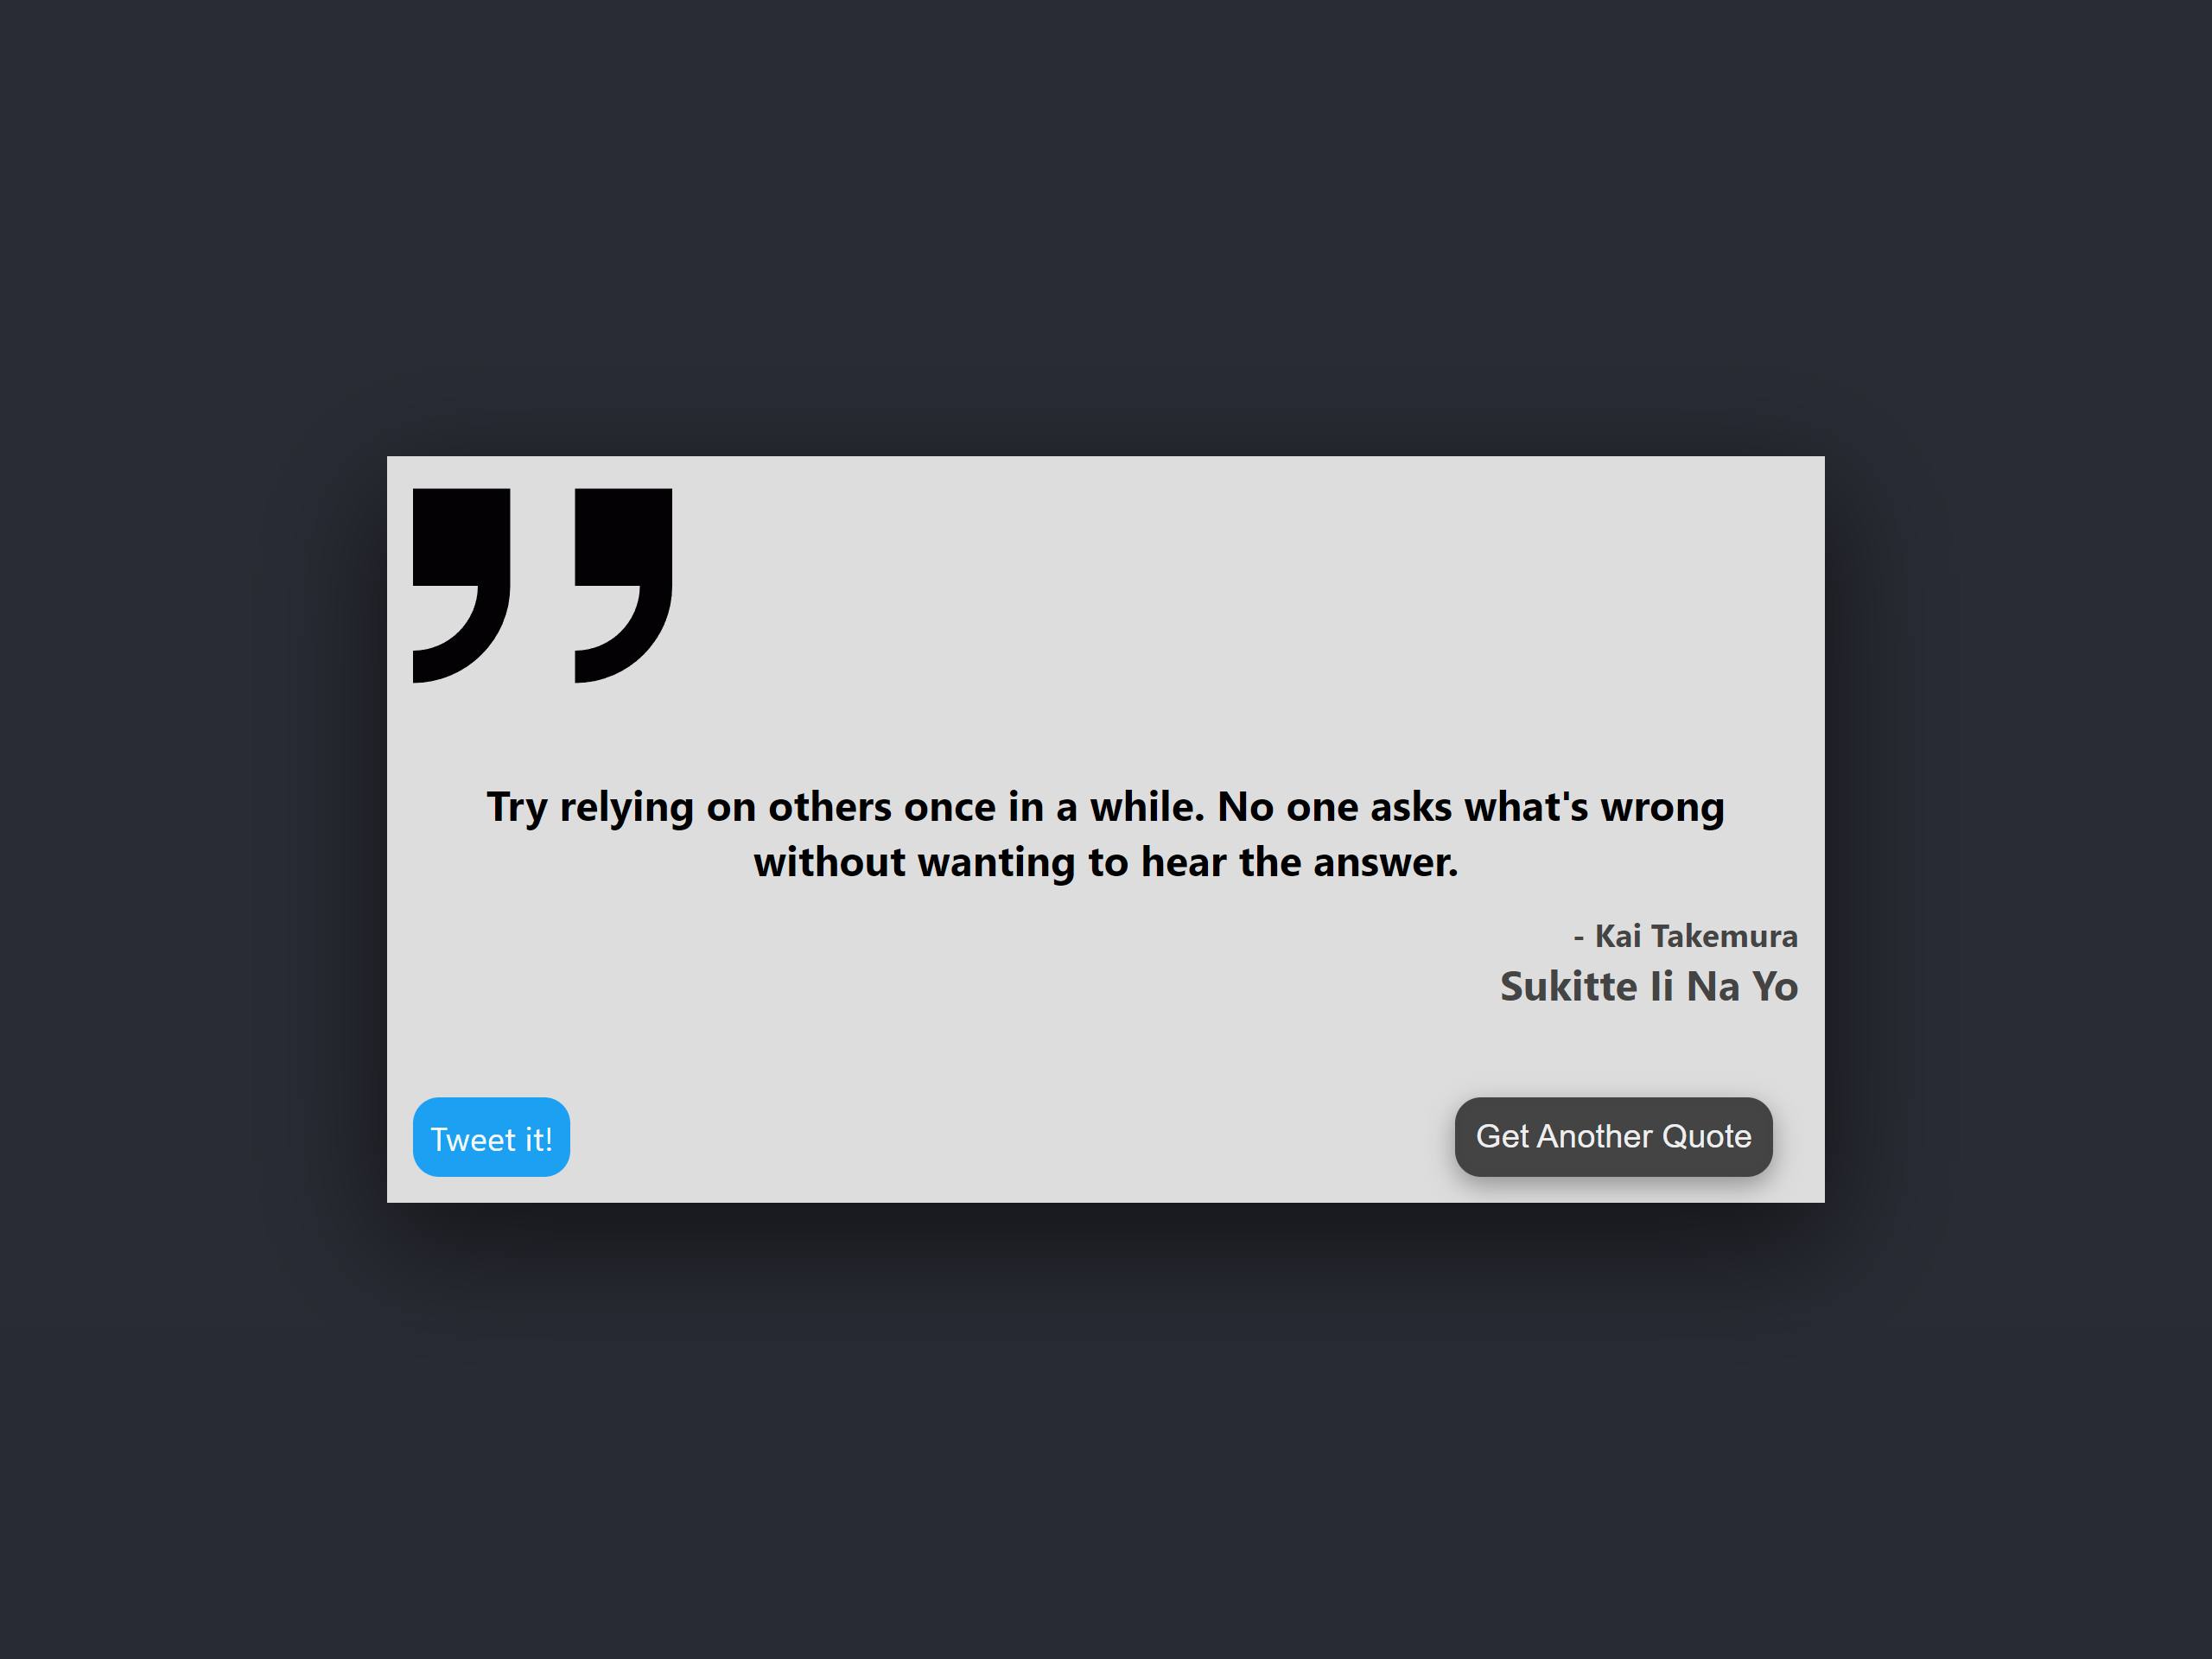 Try relying on others once in a while. No one asks what's wrong
without wanting to hear the answer.
- Kai Takemura
Sukitte Ii Na Yo
Tweet it!
Get Another Quote